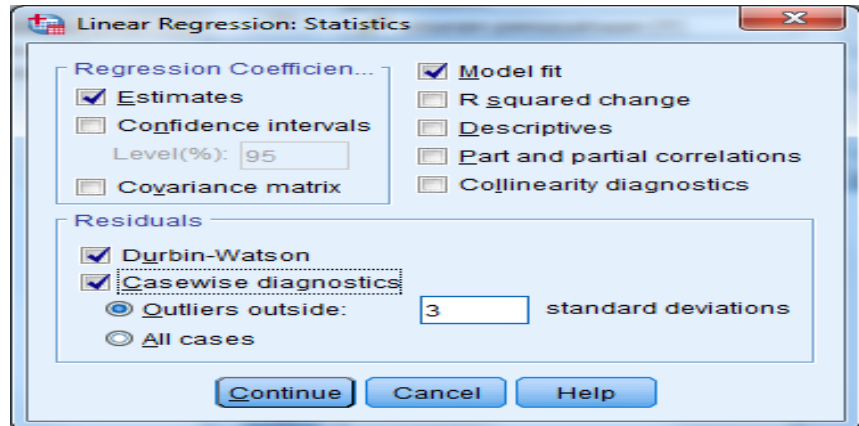 Linear Regression: Statistics
Regression Coefficien...
Estimates
Confidence intervals
Level(%): 95
Covariance matrix
Model fit
R squared change
Descriptives
Part and partial correlations
Collinearity diagnostics
Residuals
Durbin-Watson
Casewise diagnostics
Outliers outside: 3 standard deviations
All cases
Continue Cancel Help